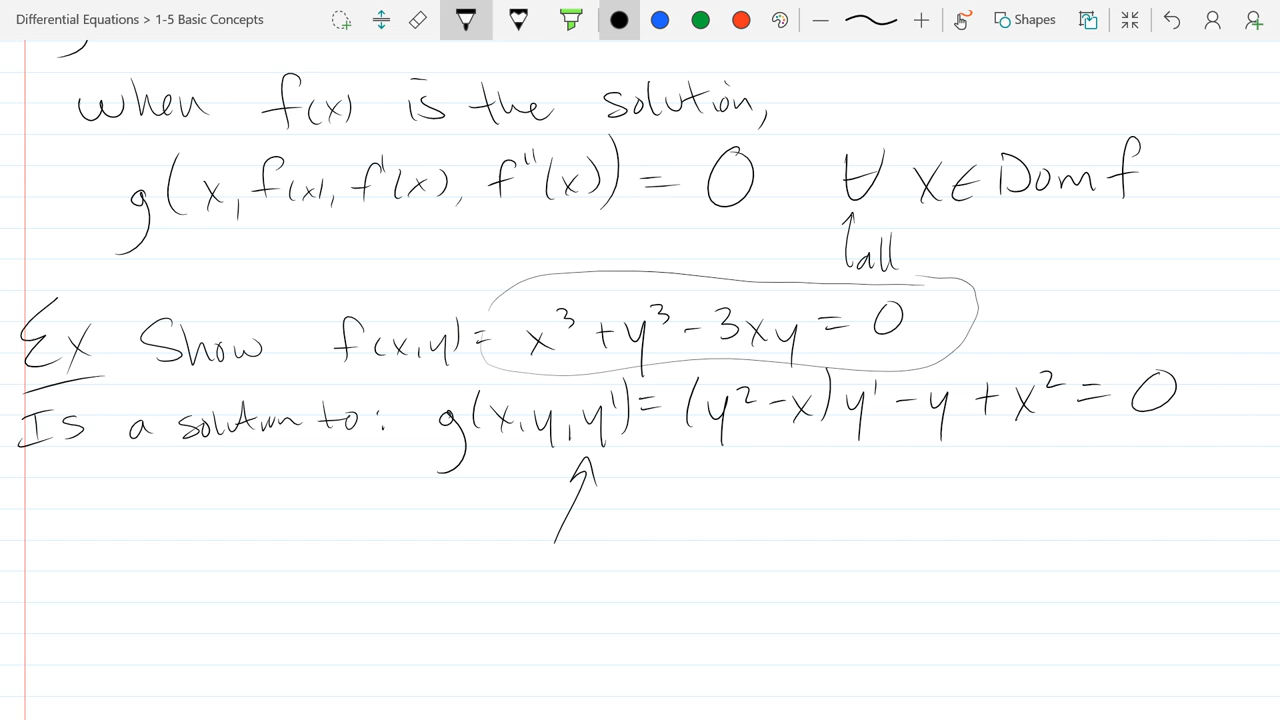 Differential Equations > 1-5 Basic Concepts
Shapes
when f(x) is the solution,
g(x, f(x), f'(x), f''(x)) = 0 ∀ x∈Dom f
all
Ex Show f(x,y)= x³+y³-3xy=0
Is a solution to: g(x,y,y')= (y²-x)y'-y+x²=0